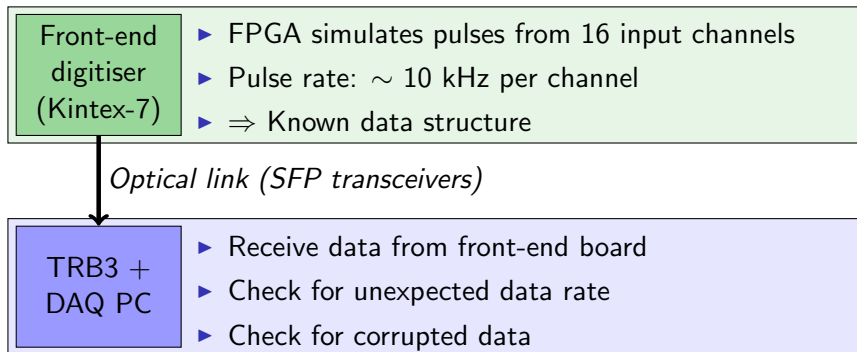 Front-end
digitiser
(Kintex-7)
▶ FPGA simulates pulses from 16 input channels
▶ Pulse rate: ∼ 10 kHz per channel
▶ ⇒ Known data structure
Optical link (SFP transceivers)
TRB3 +
DAQ PC
▶ Receive data from front-end board
▶ Check for unexpected data rate
▶ Check for corrupted data